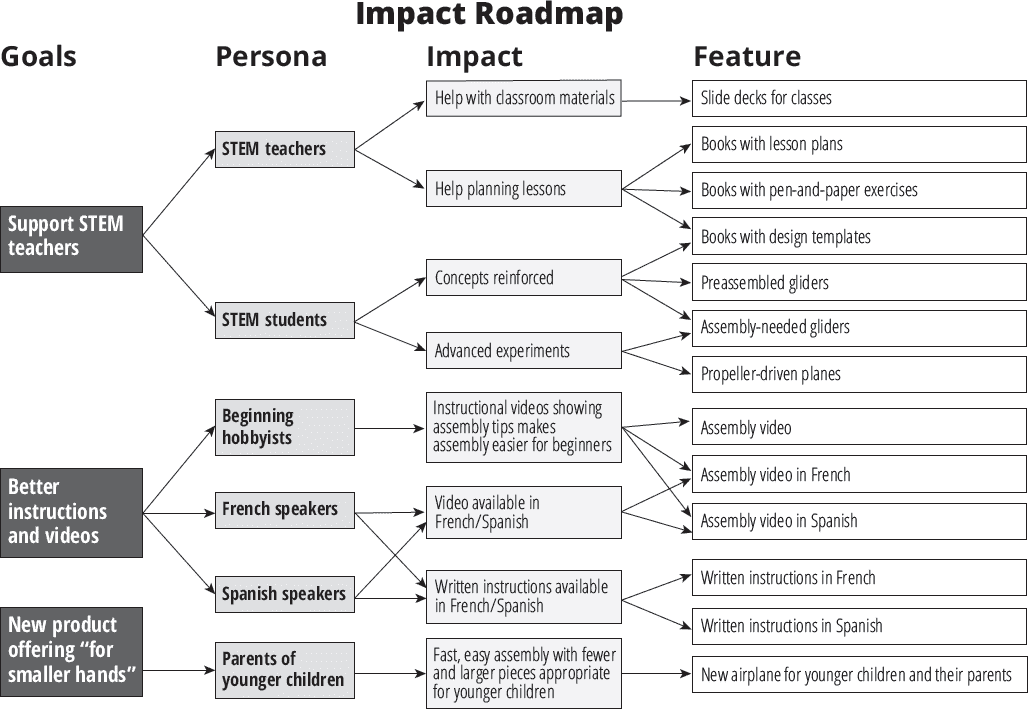 Impact Roadmap
Goals
Persona
Impact
Feature
Support STEM
teachers
Better
instructions
and videos
New product
offering “for
smaller hands”
STEM teachers
STEM students
Beginning
hobbyists
French speakers
Spanish speakers
Parents of
younger children
Help with classroom materials
Help planning lessons
Concepts reinforced
Advanced experiments
Instructional videos showing
assembly tips makes
assembly easier for beginners
Video available in
French/Spanish
Written instructions available
in French/Spanish
Fast, easy assembly with fewer
and larger pieces appropriate
for younger children
Slide decks for classes
Books with lesson plans
Books with pen-and-paper exercises
Books with design templates
Preassembled gliders
Assembly-needed gliders
Propeller-driven planes
Assembly video
Assembly video in French
Assembly video in Spanish
Written instructions in French
Written instructions in Spanish
New airplane for younger children and their parents